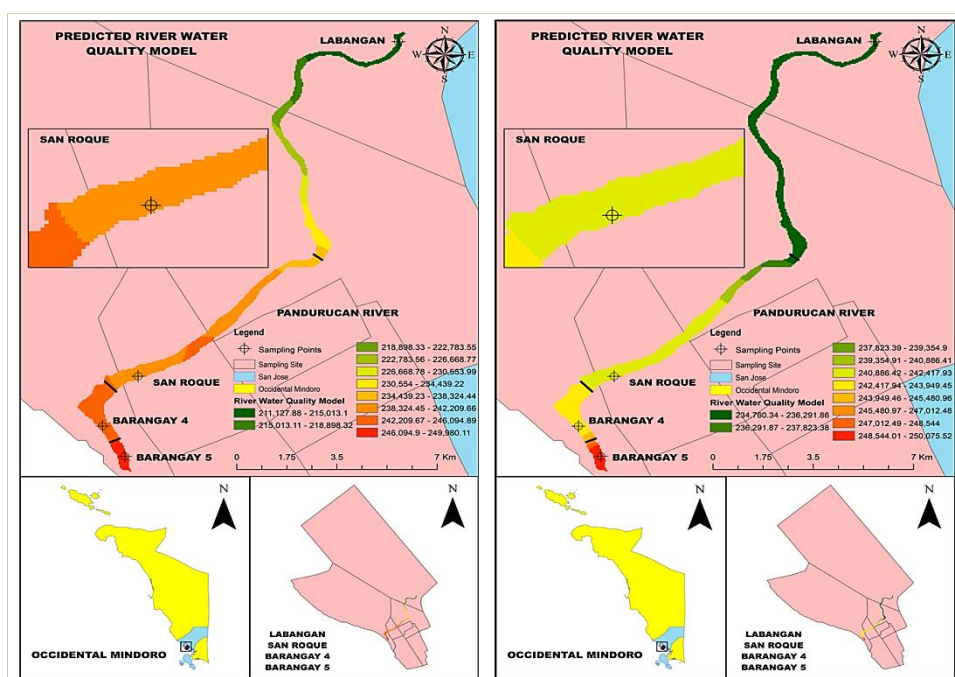 PREDICTED RIVER WATER
QUALITY MODEL
LABANGAN
N
W
E
S
SAN ROQUE
PANDURUCAN RIVER
Legend
Sampling Points
Sampling Site
San Jose
Occidental Mindoro
River Water Quality Model
211,127.88 - 215,013.1
215,013.11 - 218,898.32
218,898.33 - 222,783.55
222,783.56 - 226,668.77
226,668.78 - 230,553.99
230,554 - 234,439.22
234,439.23 - 238,324.44
238,324.45 - 242,209.66
242,209.67 - 246,094.89
246,094.9 - 249,980.11
SAN ROQUE
BARANGAY 4
BARANGAY 5
0 1.75 3.5 7 Km
N
OCCIDENTAL MINDORO
N
LABANGAN
SAN ROQUE
BARANGAY 4
BARANGAY 5
PREDICTED RIVER WATER
QUALITY MODEL
LABANGAN
N
W
E
S
SAN ROQUE
PANDURUCAN RIVER
Legend
Sampling Points
Sampling Site
San Jose
Occidental Mindoro
River Water Quality Model
234,760.34 - 236,291.86
236,291.87 - 237,823.38
237,823.39 - 239,354.9
239,354.91 - 240,886.41
240,886.42 - 242,417.93
242,417.94 - 243,949.45
243,949.46 - 245,480.96
245,480.97 - 247,012.48
247,012.49 - 248,544
248,544.01 - 250,075.52
SAN ROQUE
BARANGAY 4
BARANGAY 5
0 1.75 3.5 7 Km
N
OCCIDENTAL MINDORO
N
LABANGAN
SAN ROQUE
BARANGAY 4
BARANGAY 5